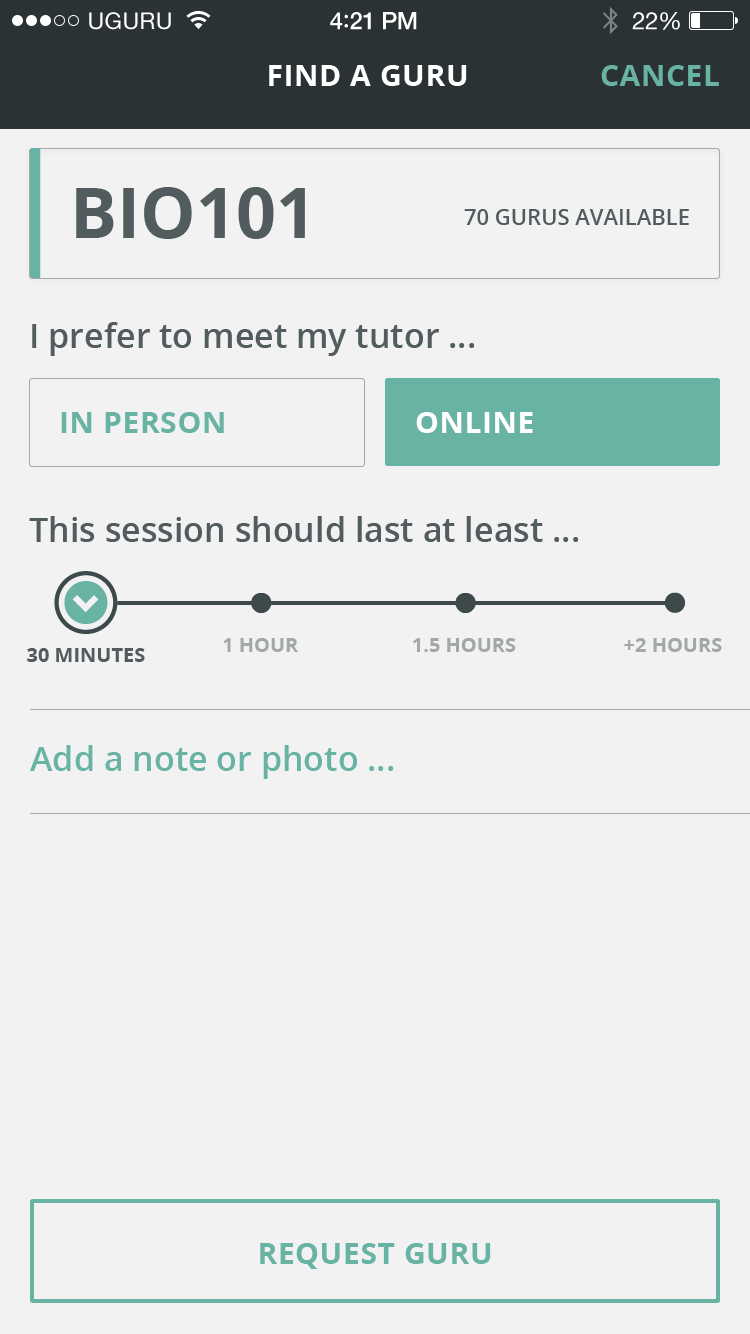 UGURU 4:21 PM 22%
FIND A GURU CANCEL
BIO101 70 GURUS AVAILABLE
I prefer to meet my tutor ...
IN PERSON ONLINE
This session should last at least ...
30 MINUTES 1 HOUR 1.5 HOURS +2 HOURS
Add a note or photo ...
REQUEST GURU